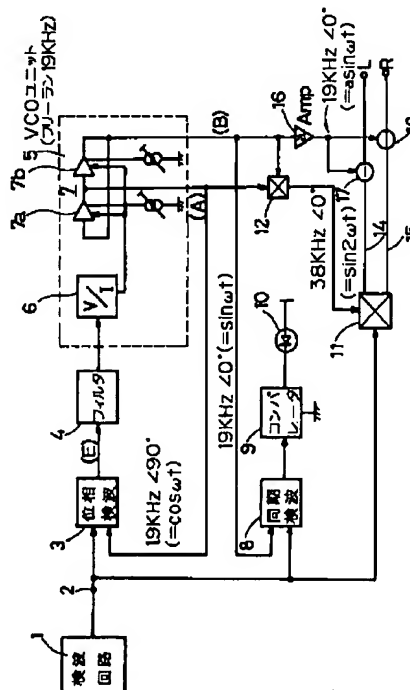 VCOユニット
(フリーラン19KHz)
5
7
7a
7b
6
V/I
(A)
(B)
4
フィルタ
(E)
3
位相
検波
19KHz ∠90°
(=cosωt)
2
1
検波
回路
19KHz ∠0°(=sinωt)
8
回路
検波
9
コンパ
レータ
10
12
38KHz ∠0°
(=sin2ωt)
16
Amp
19KHz ∠0°
(=asinωt)
17
11
14
15
L
R